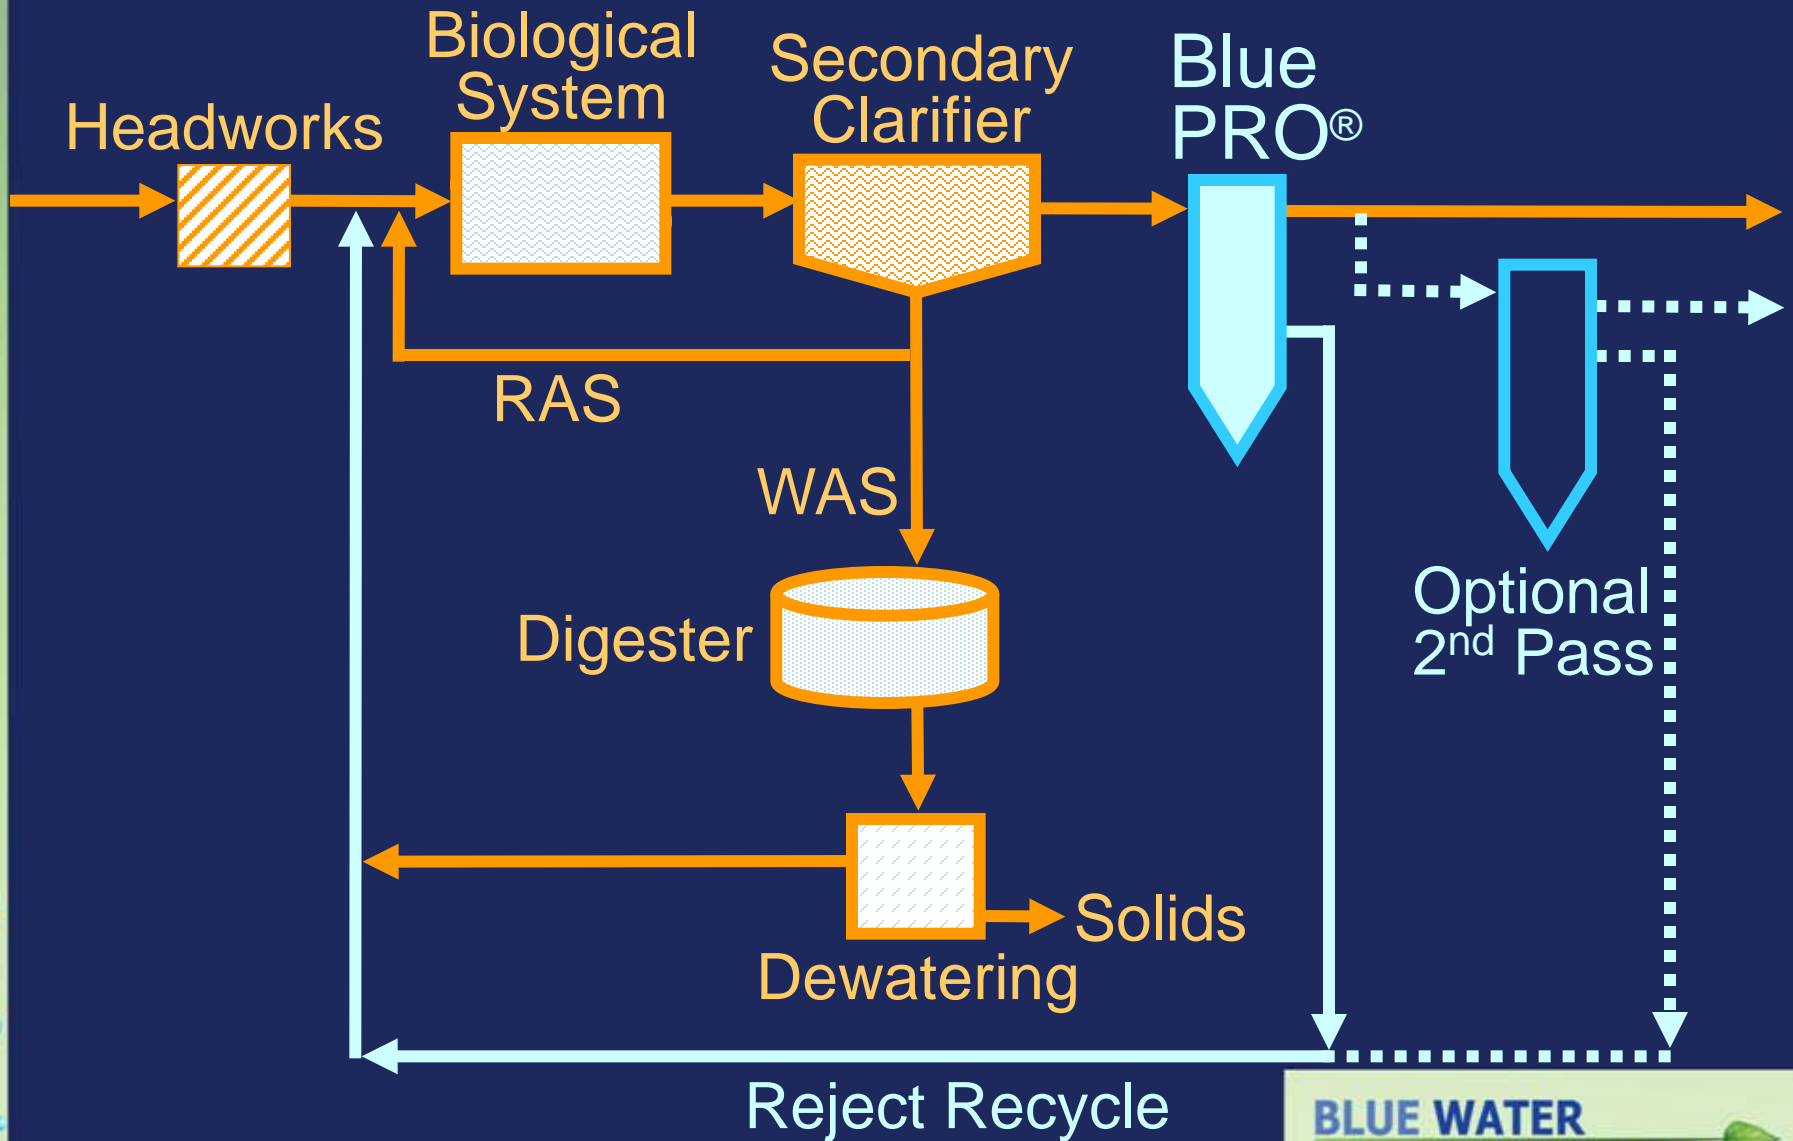 Biological
System
Secondary
Clarifier
Blue
PRO®
Headworks
RAS
WAS
Digester
Optional
2nd Pass
Solids
Dewatering
Reject Recycle
BLUE WATER